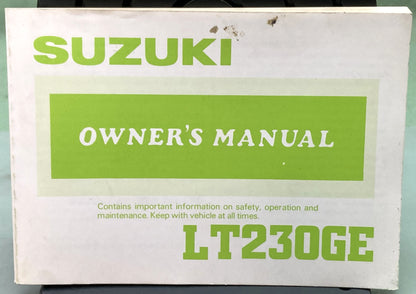 SUZUKI
OWNER'S MANUAL
Contains important information on safety, operation and
maintenance. Keep with vehicle at all times.
LT230GE